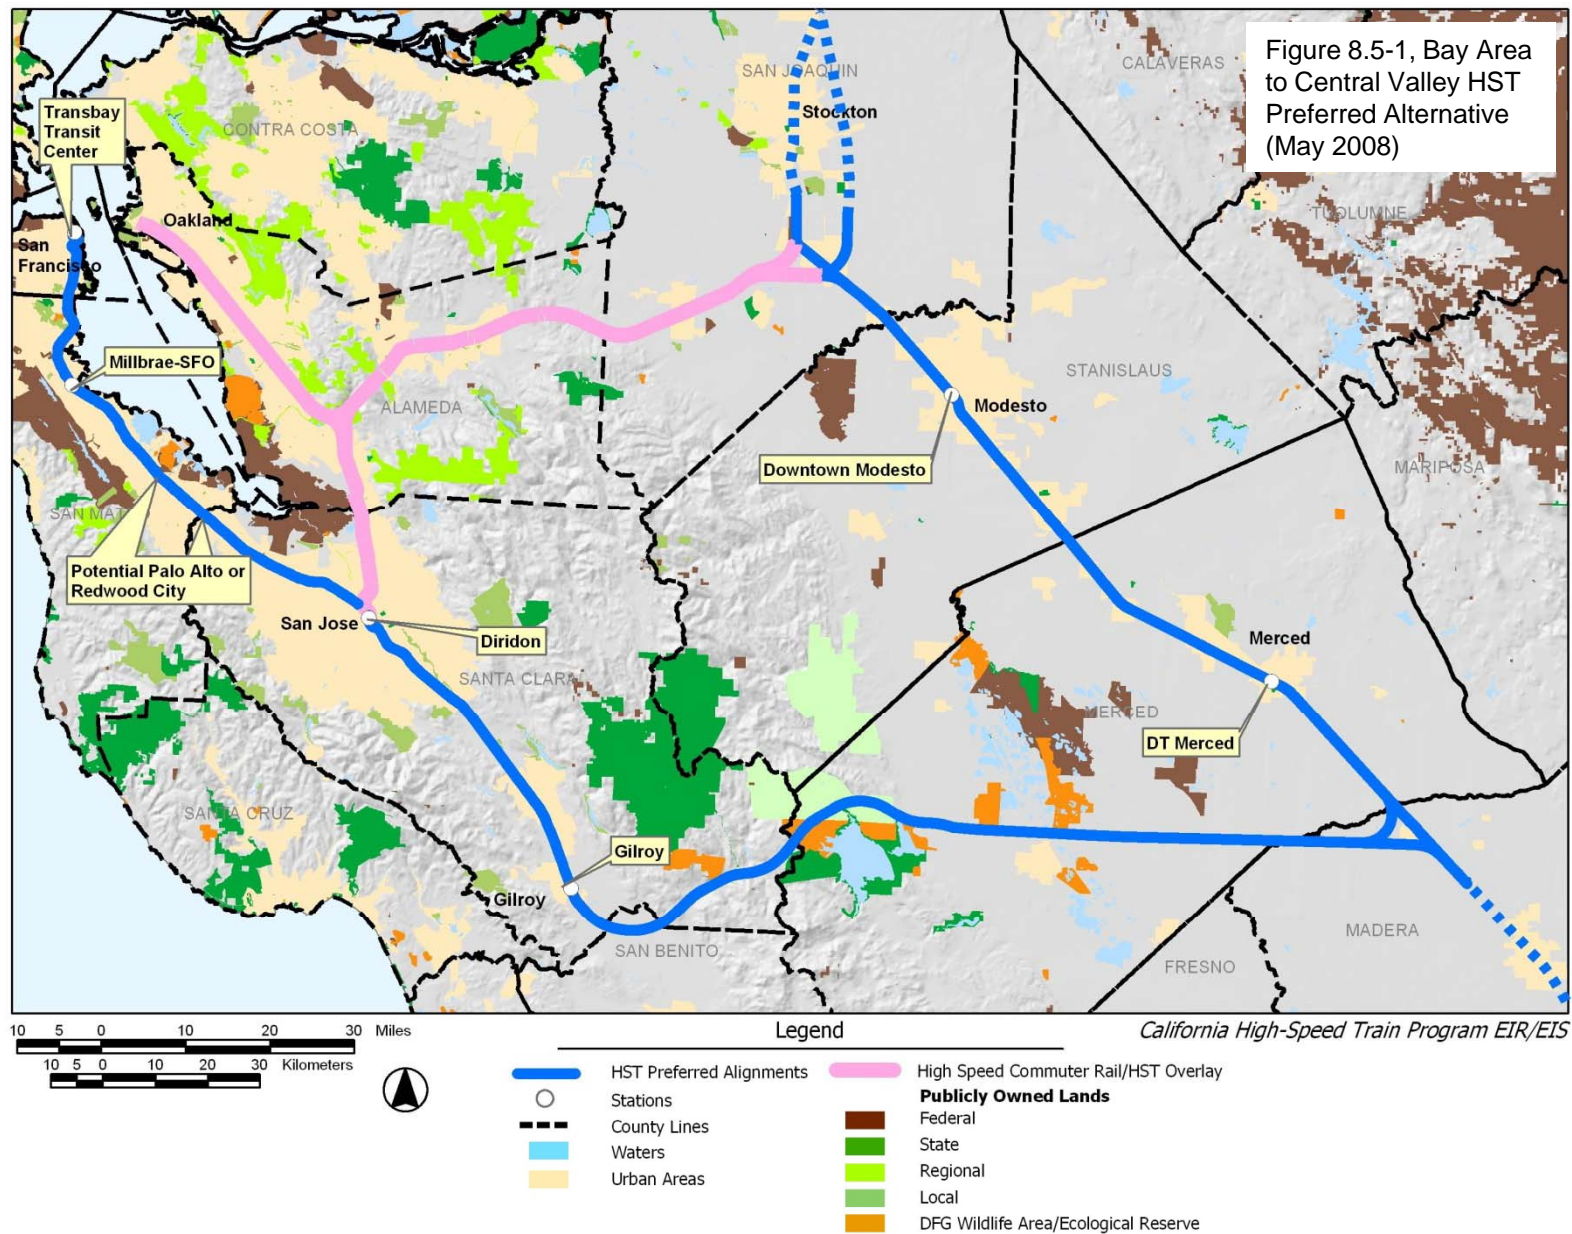 Figure 8.5-1, Bay Area
to Central Valley HST
Preferred Alternative
(May 2008)
CALAVERAS
SAN JOAQUIN
Stockton
Transbay
Transit
Center
CONTRA COSTA
TUOLUMNE
Oakland
San
Francisco
Millbrae-SFO
STANISLAUS
ALAMEDA
Modesto
Downtown Modesto
MARIPOSA
SAN MAT
Potential Palo Alto or
Redwood City
San Jose
Diridon
Merced
SANTA CLARA
MERCED
DT Merced
SANTA CRUZ
Gilroy
Gilroy
SAN BENITO
MADERA
FRESNO
10 5 0 10 20 30 Miles
10 5 0 10 20 30 Kilometers
Legend
California High-Speed Train Program EIR/EIS
HST Preferred Alignments
Stations
County Lines
Waters
Urban Areas
High Speed Commuter Rail/HST Overlay
Publicly Owned Lands
Federal
State
Regional
Local
DFG Wildlife Area/Ecological Reserve